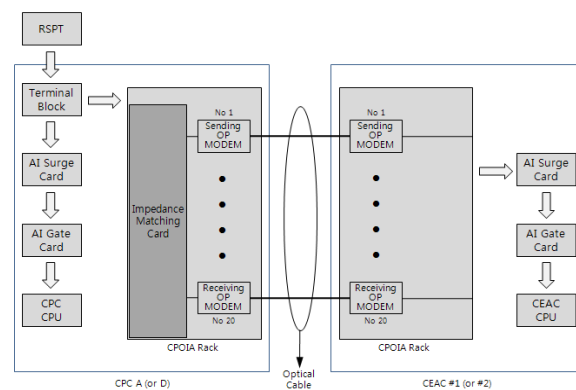 RSPT
Terminal
Block
AI Surge
Card
AI Gate
Card
CPC
CPU
Impedance
Matching
Card
No 1
Sending
OP
MODEM
Receiving
OP
MODEM
No 20
CPOIA Rack
CPC A (or D)
Optical
Cable
No 1
Sending
OP
MODEM
Receiving
OP
MODEM
No 20
CPOIA Rack
AI Surge
Card
AI Gate
Card
CEAC
CPU
CEAC #1 (or #2)